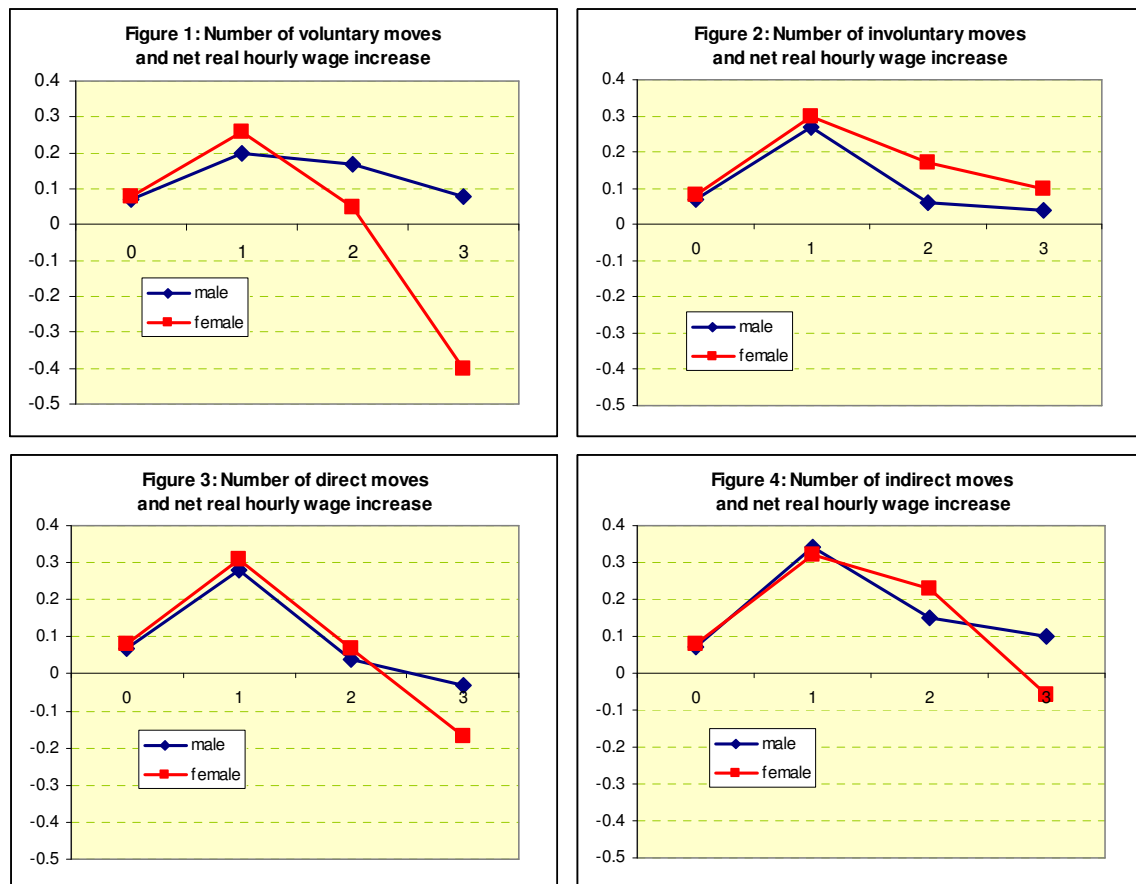 Figure 1: Number of voluntary moves
and net real hourly wage increase
0.4
0.3
0.2
0.1
0
-0.1
-0.2
-0.3
-0.4
-0.5
0 1 2 3
male
female
Figure 2: Number of involuntary moves
and net real hourly wage increase
0.4
0.3
0.2
0.1
0
-0.1
-0.2
-0.3
-0.4
-0.5
0 1 2 3
male
female
Figure 3: Number of direct moves
and net real hourly wage increase
0.4
0.3
0.2
0.1
0
-0.1
-0.2
-0.3
-0.4
-0.5
0 1 2 3
male
female
Figure 4: Number of indirect moves
and net real hourly wage increase
0.4
0.3
0.2
0.1
0
-0.1
-0.2
-0.3
-0.4
-0.5
0 1 2 3
male
female